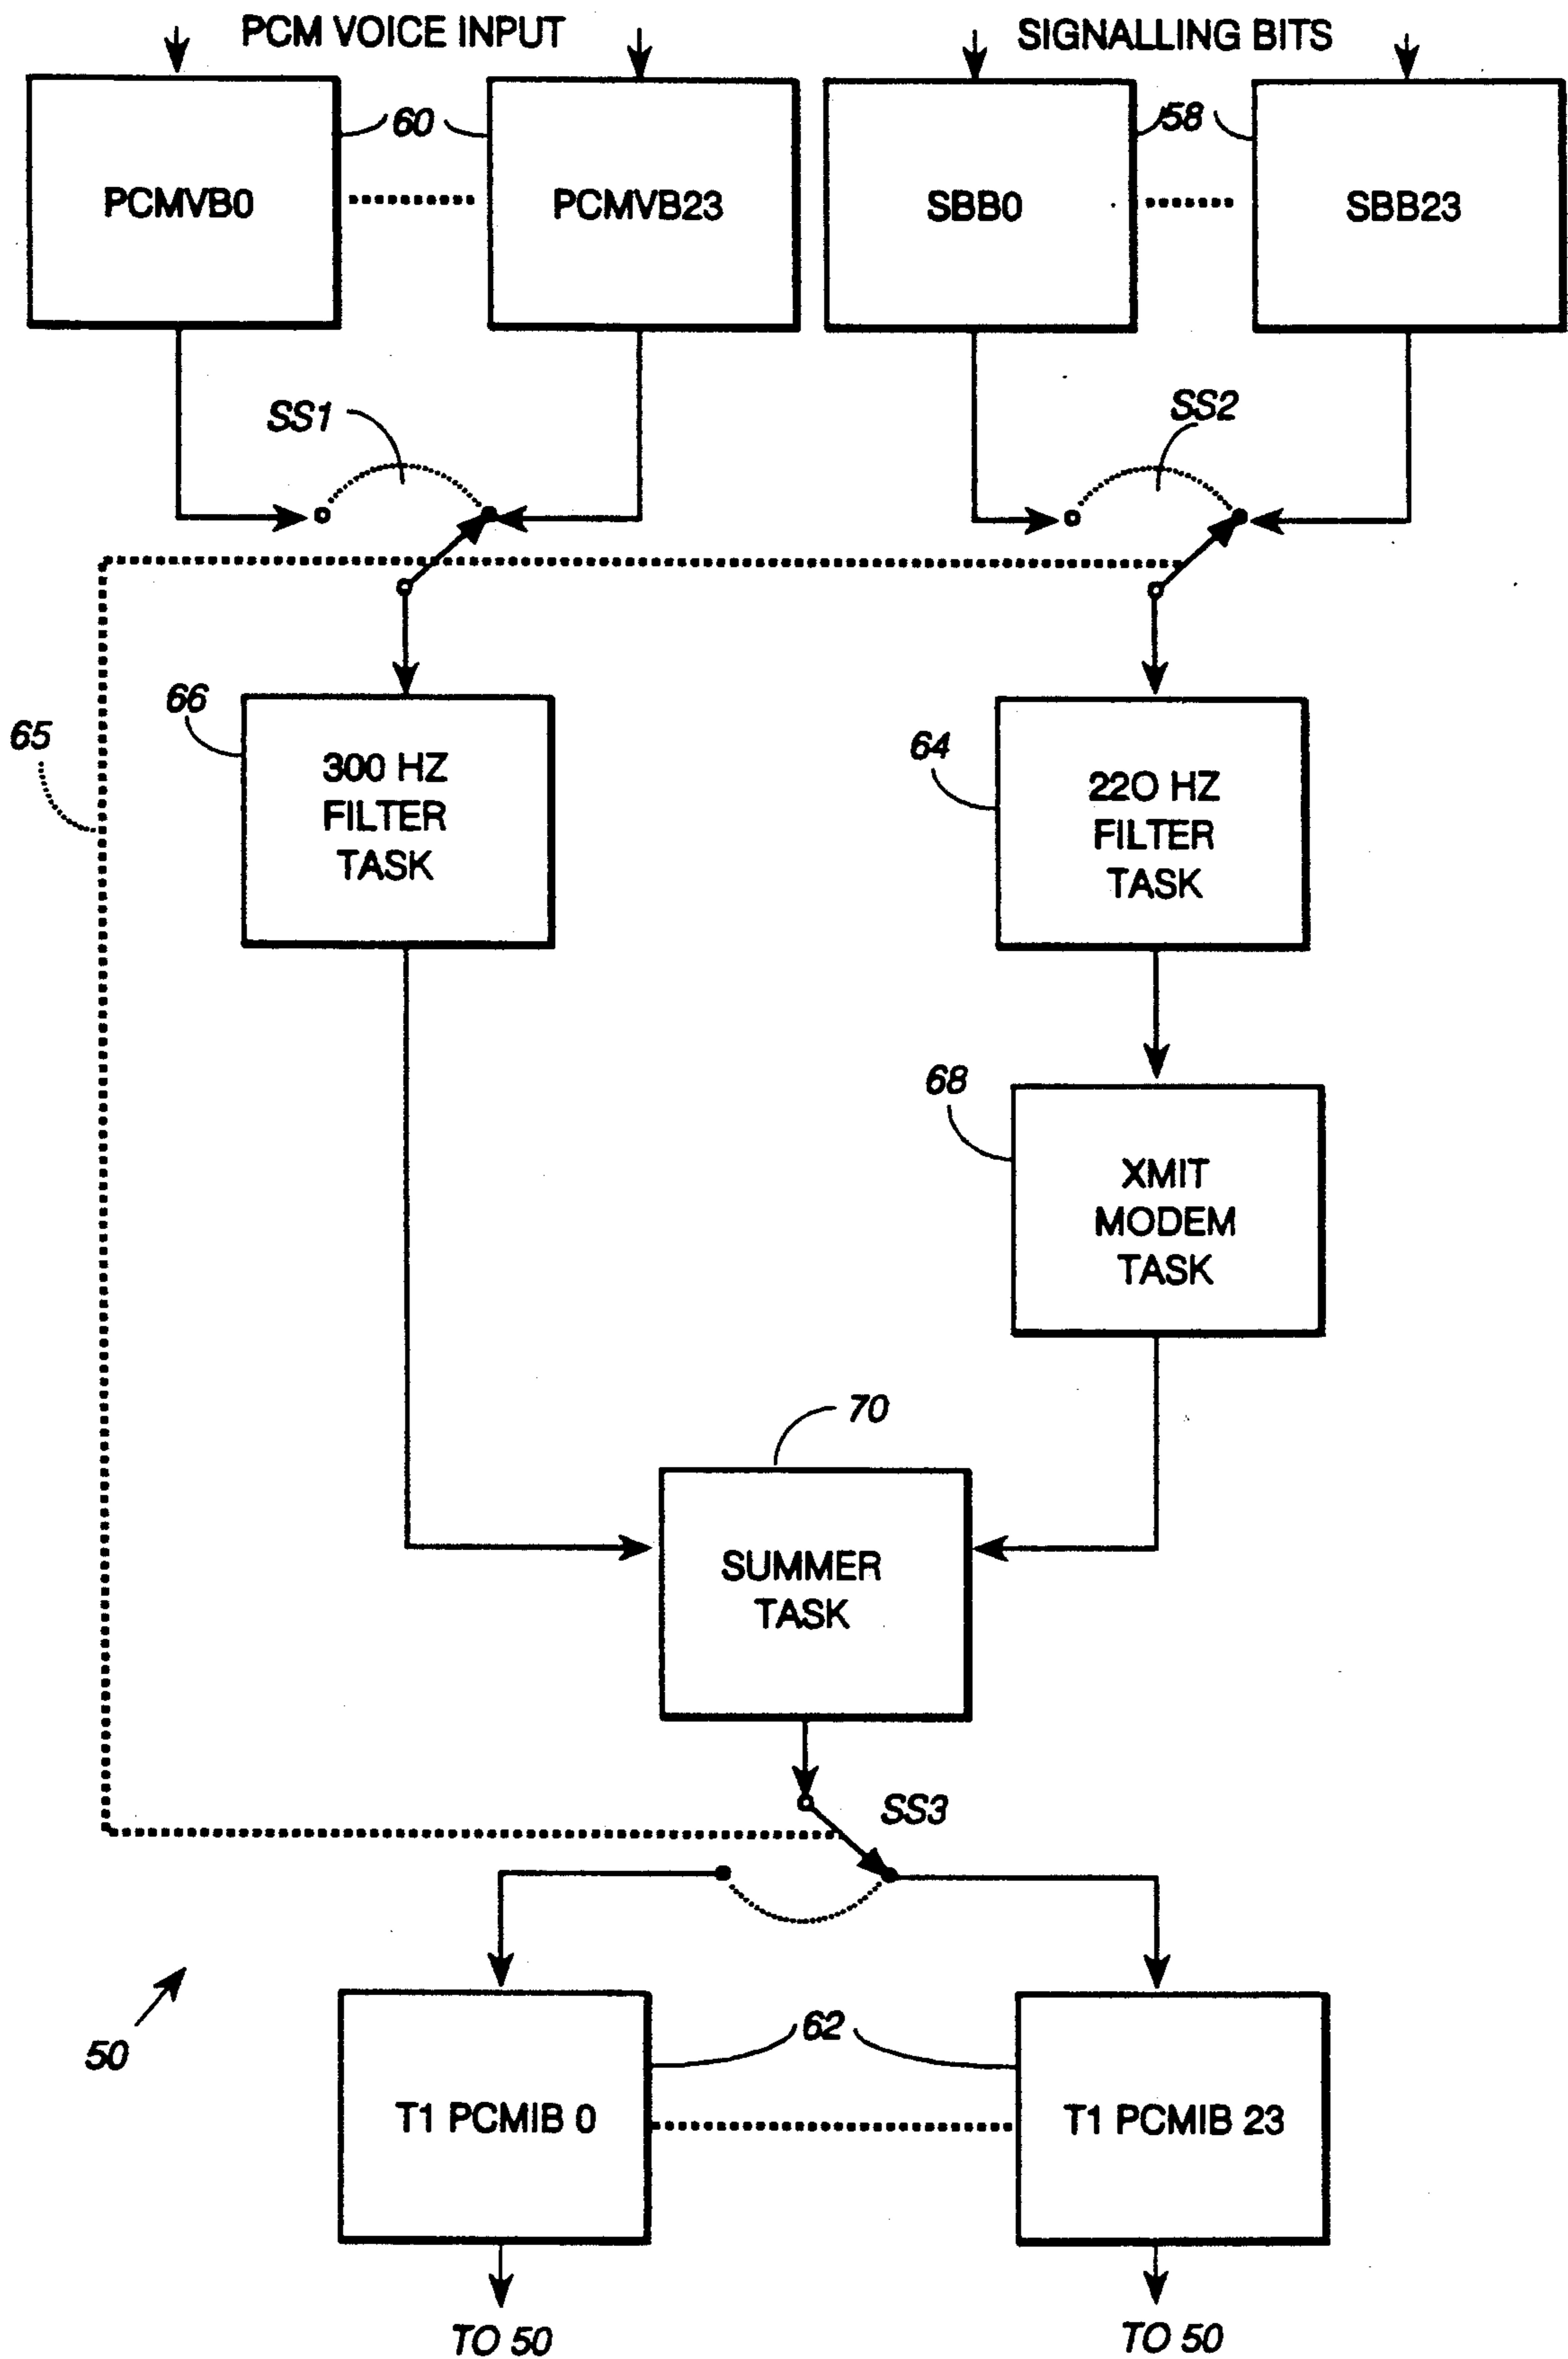 PCM VOICE INPUT
SIGNALLING BITS
60
58
PCMVB0
PCMVB23
SBB0
SBB23
SS1
SS2
66
65
64
300 HZ
FILTER
TASK
220 HZ
FILTER
TASK
68
XMIT
MODEM
TASK
70
SUMMER
TASK
SS3
50
62
T1 PCMIB 0
T1 PCMIB 23
TO 50
TO 50